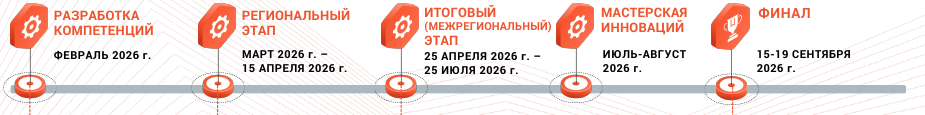 РАЗРАБОТКА
КОМПЕТЕНЦИЙ
ФЕВРАЛЬ 2026 г.
РЕГИОНАЛЬНЫЙ
ЭТАП
МАРТ 2026 г. –
15 АПРЕЛЯ 2026 г.
ИТОГОВЫЙ
(МЕЖРЕГИОНАЛЬНЫЙ)
ЭТАП
25 АПРЕЛЯ 2026 г. –
25 ИЮЛЯ 2026 г.
МАСТЕРСКАЯ
ИННОВАЦИЙ
ИЮЛЬ-АВГУСТ
2026 г.
ФИНАЛ
15-19 СЕНТЯБРЯ
2026 г.